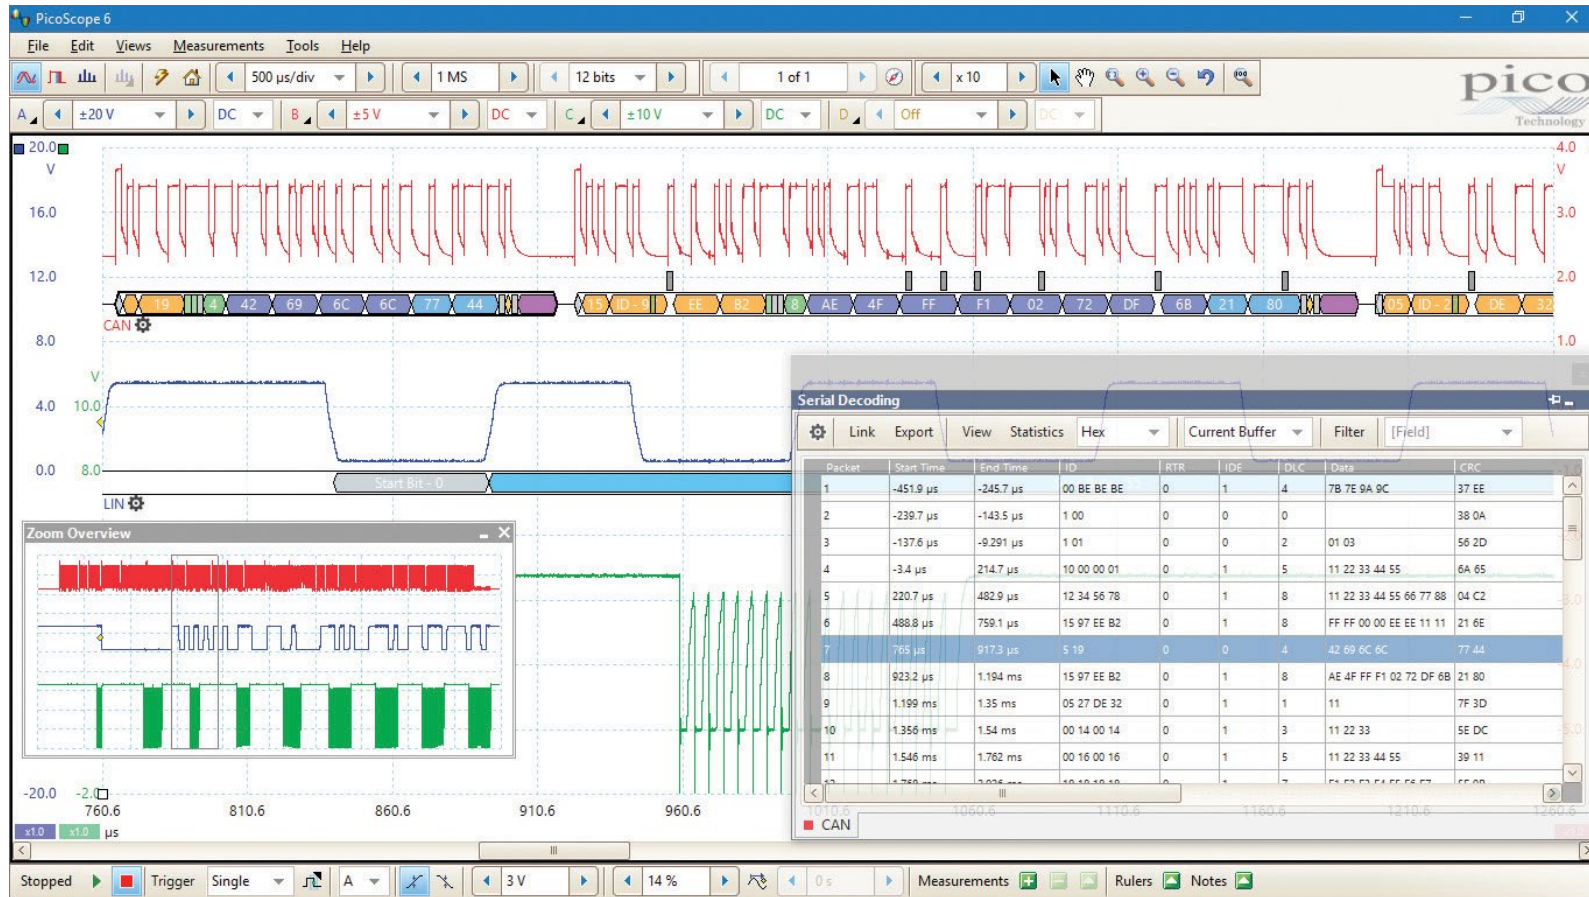 PicoScope 6
File Edit Views Measurements Tools Help
500 µs/div 1 MS 12 bits 1 of 1 x 10
pico
Technology
A ±20 V DC B ±5 V DC C ±10 V DC D Off DC
20.0 4.0
V V
16.0 3.0
12.0 2.0
19 4 42 69 6C 6C 77 44 15 ID - 9 EE B2 8 AE 4F FF F1 02 72 DF 6B 21 80 05 ID - 2 DE 32
CAN
8.0 1.0
V
4.0 10.0
0.0 8.0
Start Bit - 0
LIN
Serial Decoding
Link Export View Statistics Hex Current Buffer Filter [Field]
Packet Start Time End Time ID RTR IDE DLC Data CRC
1 -451.9 µs -245.7 µs 00 BE BE BE 0 1 4 7B 7E 9A 9C 37 EE
2 -239.7 µs -143.5 µs 1 00 0 0 0 38 0A
3 -137.6 µs -9.291 µs 1 01 0 0 2 01 03 56 2D
4 -3.4 µs 214.7 µs 10 00 00 01 0 1 5 11 22 33 44 55 6A 65
5 220.7 µs 482.9 µs 12 34 56 78 0 1 8 11 22 33 44 55 66 77 88 04 C2
6 488.8 µs 759.1 µs 15 97 EE B2 0 1 8 FF FF 00 00 EE EE 11 11 21 6E
7 765 µs 917.3 µs 5 19 0 0 4 42 69 6C 6C 77 44
8 923.2 µs 1.194 ms 15 97 EE B2 0 1 8 AE 4F FF F1 02 72 DF 6B 21 80
9 1.199 ms 1.35 ms 05 27 DE 32 0 1 1 11 7F 3D
10 1.356 ms 1.54 ms 00 14 00 14 0 1 3 11 22 33 5E DC
11 1.546 ms 1.762 ms 00 16 00 16 0 1 5 11 22 33 44 55 39 11
CAN
Zoom Overview
-20.0 -2.0
760.6 810.6 860.6 910.6 960.6 1010.6 1060.6 1110.6 1160.6 1210.6 1260.6
x1.0 x1.0 µs
Stopped Trigger Single A 3 V 14 % 0 s Measurements Rulers Notes